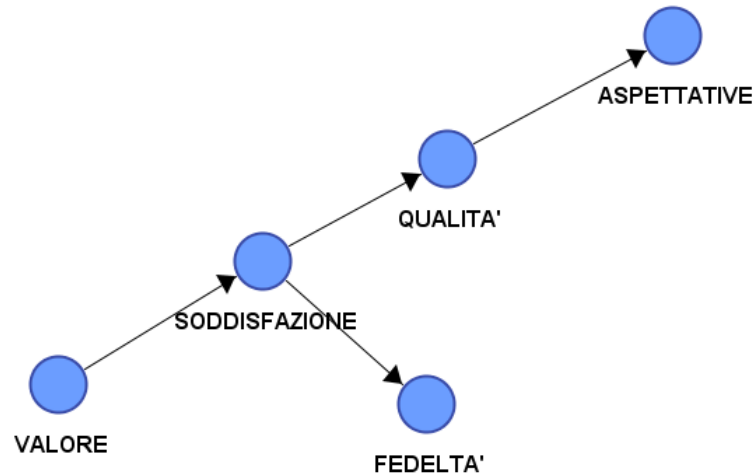 ASPETTATIVE
QUALITA'
SODDISFAZIONE
VALORE
FEDELTA'